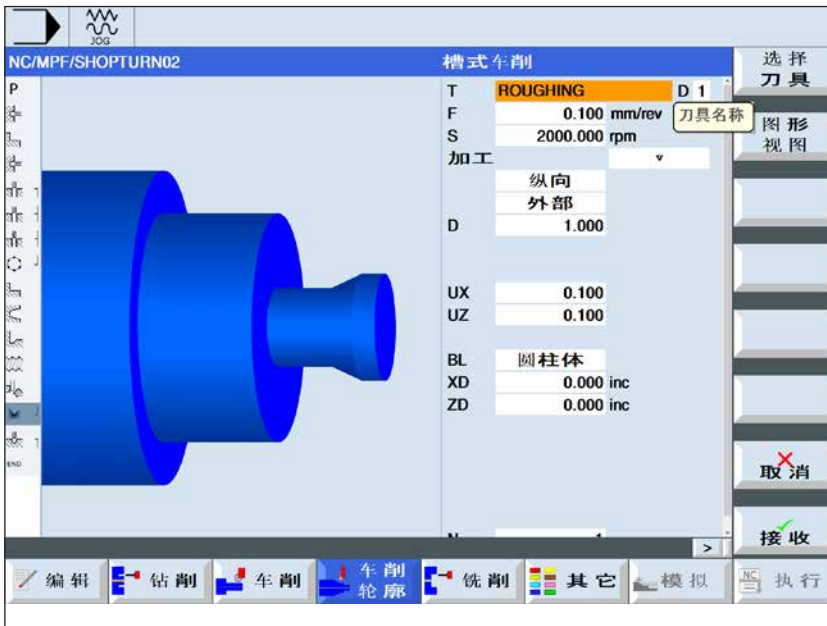 JOG
NC/MPF/SHOPTURN02
槽式车削
选择
刀具
P
T ROUGHING D 1
刀具名称
F 0.100 mm/rev
图形
视图
S 2000.000 rpm
加工 ▽
纵向
外部
D 1.000
UX 0.100
UZ 0.100
BL 圆柱体
XD 0.000 inc
ZD 0.000 inc
END
取消
接收
>
编辑
钻削
车削
车削
轮廓
铣削
其它
模拟
NC
执行